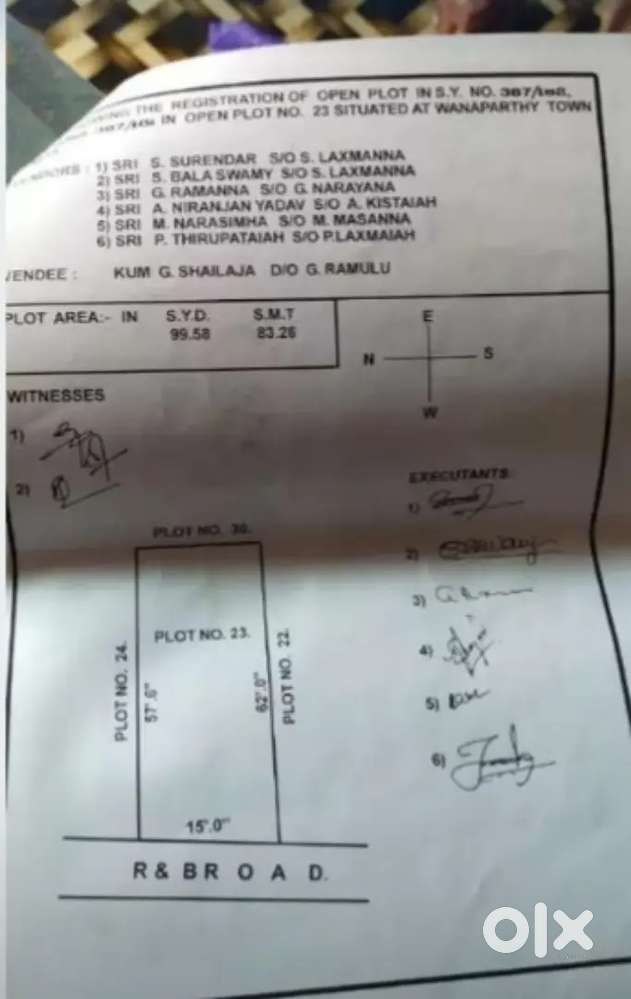 THE REGISTRATION OF OPEN PLOT IN S.Y. NO. 387/
IN OPEN PLOT NO. 23 SITUATED AT WANAPARTHY TOWN
1) SRI S. SURENDAR S/O S. LAXMANNA
2) SRI S. BALA SWAMY S/O S. LAXMANNA
3) SRI G. RAMANNA S/O G. NARAYANA
4) SRI A. NIRANJAN YADAV S/O A. KISTAIAH
5) SRI M. NARASIMHA S/O M. MASANNA
6) SRI P. THIRUPATAIAH S/O P.LAXMAIAH
VENDEE : KUM G. SHAILAJA D/O G. RAMULU
PLOT AREA:- IN S.Y.D. S.M.T
99.58 83.26
E
N S
W
WITNESSES
1)
2)
EXECUTANTS:
1)
2)
3)
4)
5)
6)
PLOT NO. 30.
PLOT NO. 23.
PLOT NO. 24.
57'.6"
62'.0"
PLOT NO. 22.
15'.0"
R & B R O A D.
olx